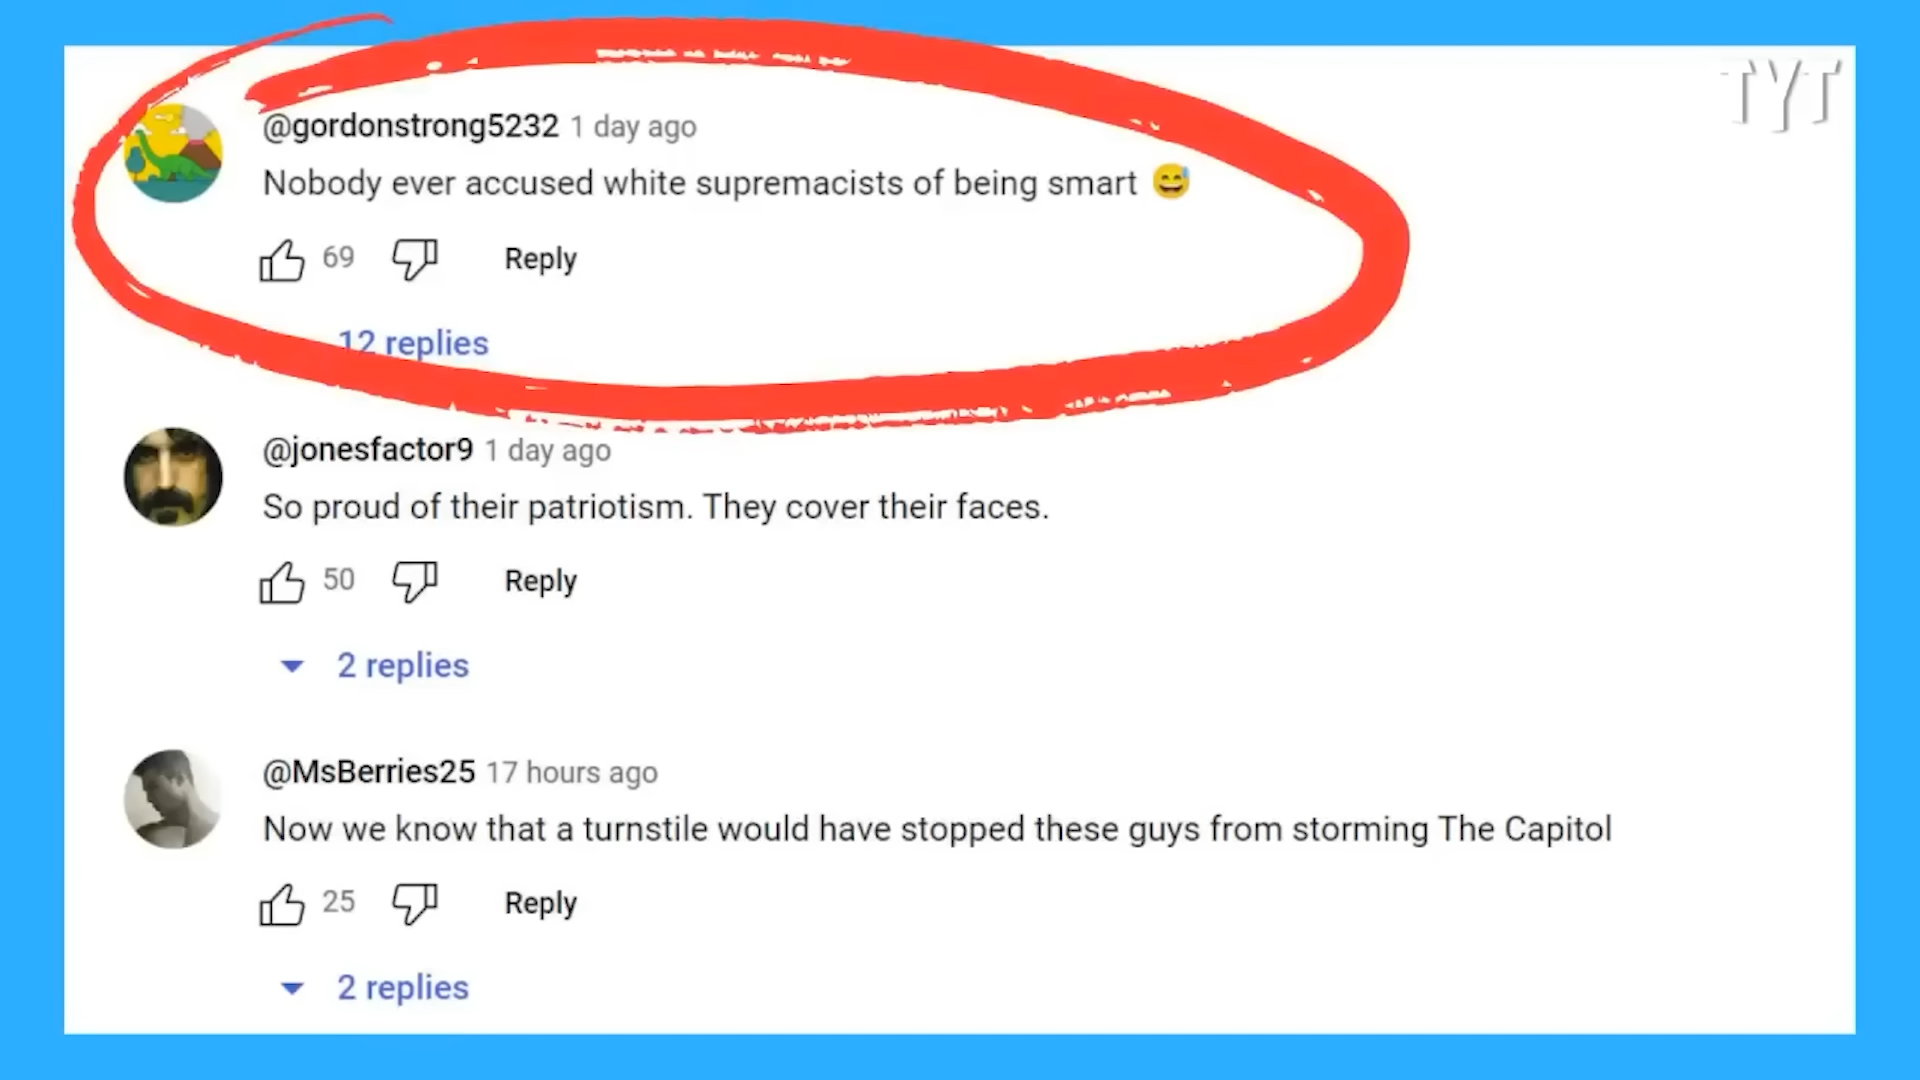 TYT
@gordonstrong5232 1 day ago
Nobody ever accused white supremacists of being smart 😅
69 Reply
12 replies
@jonesfactor9 1 day ago
So proud of their patriotism. They cover their faces.
50 Reply
2 replies
@MsBerries25 17 hours ago
Now we know that a turnstile would have stopped these guys from storming The Capitol
25 Reply
2 replies